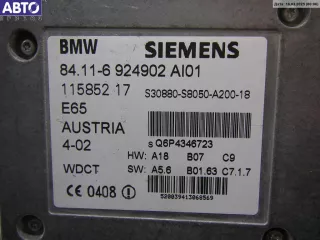 АВТО
BMW SIEMENS
84.11-6 924902 AI01
115852 17 S30880-S8050-A200-18
E65
AUSTRIA S Q6P4346723
4-02 HW: A18 B07 C9
WDCT SW: A5.6 B01.63 C7.1.7
CE 0408 !